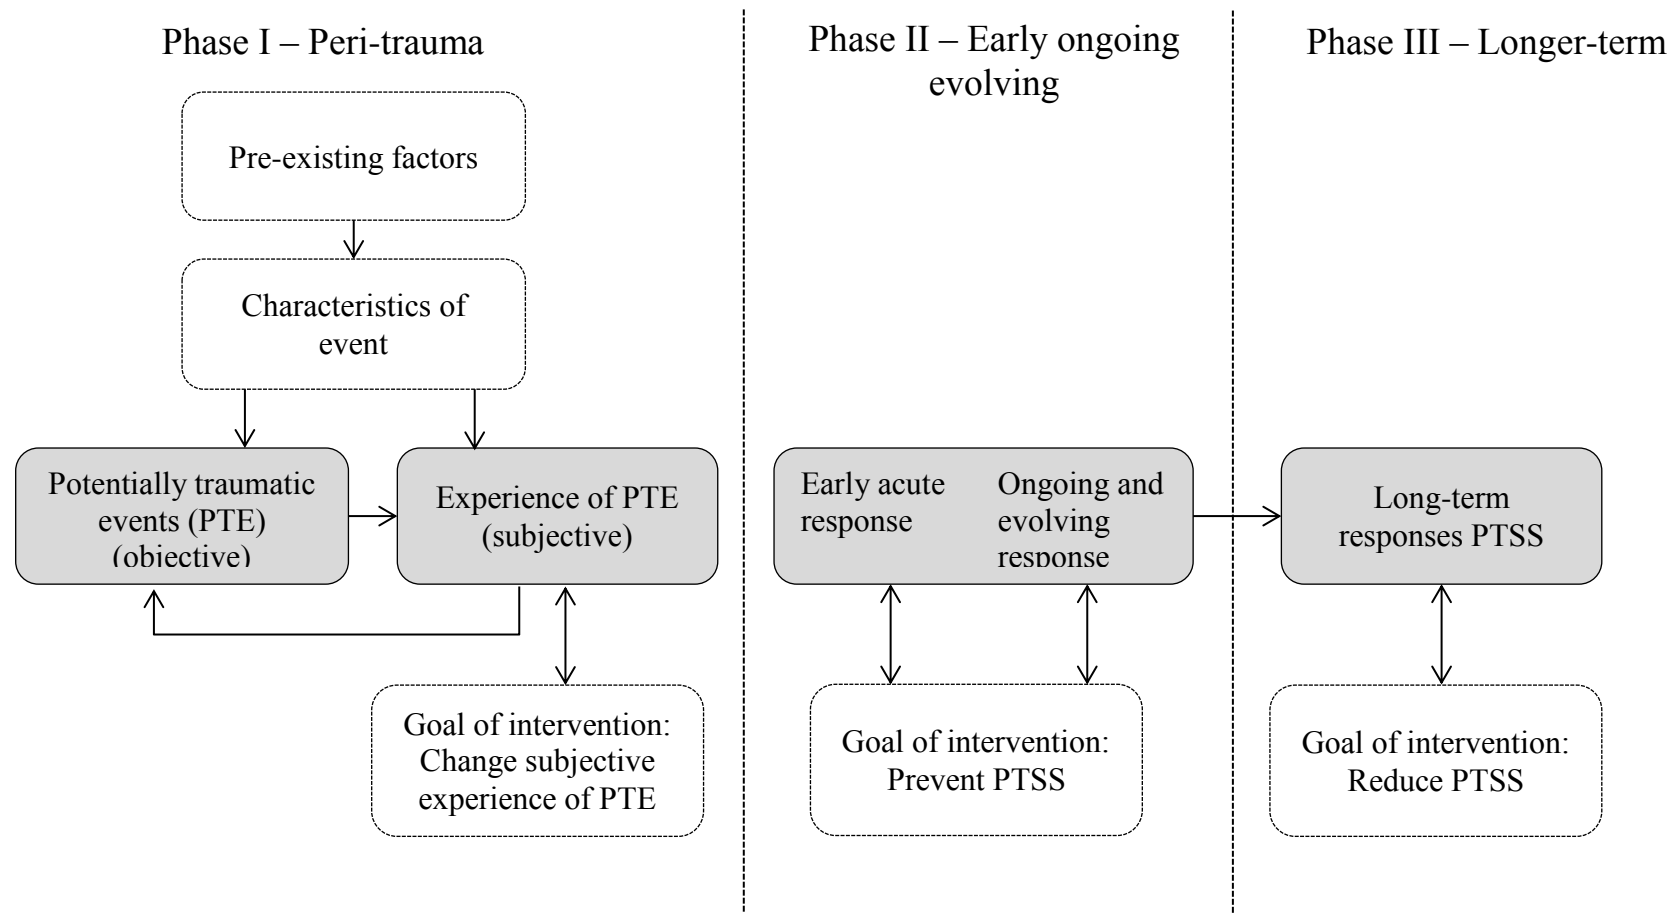 Phase I – Peri-trauma
Phase II – Early ongoing
evolving
Phase III – Longer-term
Pre-existing factors
Characteristics of
event
Potentially traumatic
events (PTE)
(objective)
Experience of PTE
(subjective)
Early acute
response
Ongoing and
evolving
response
Long-term
responses PTSS
Goal of intervention:
Change subjective
experience of PTE
Goal of intervention:
Prevent PTSS
Goal of intervention:
Reduce PTSS